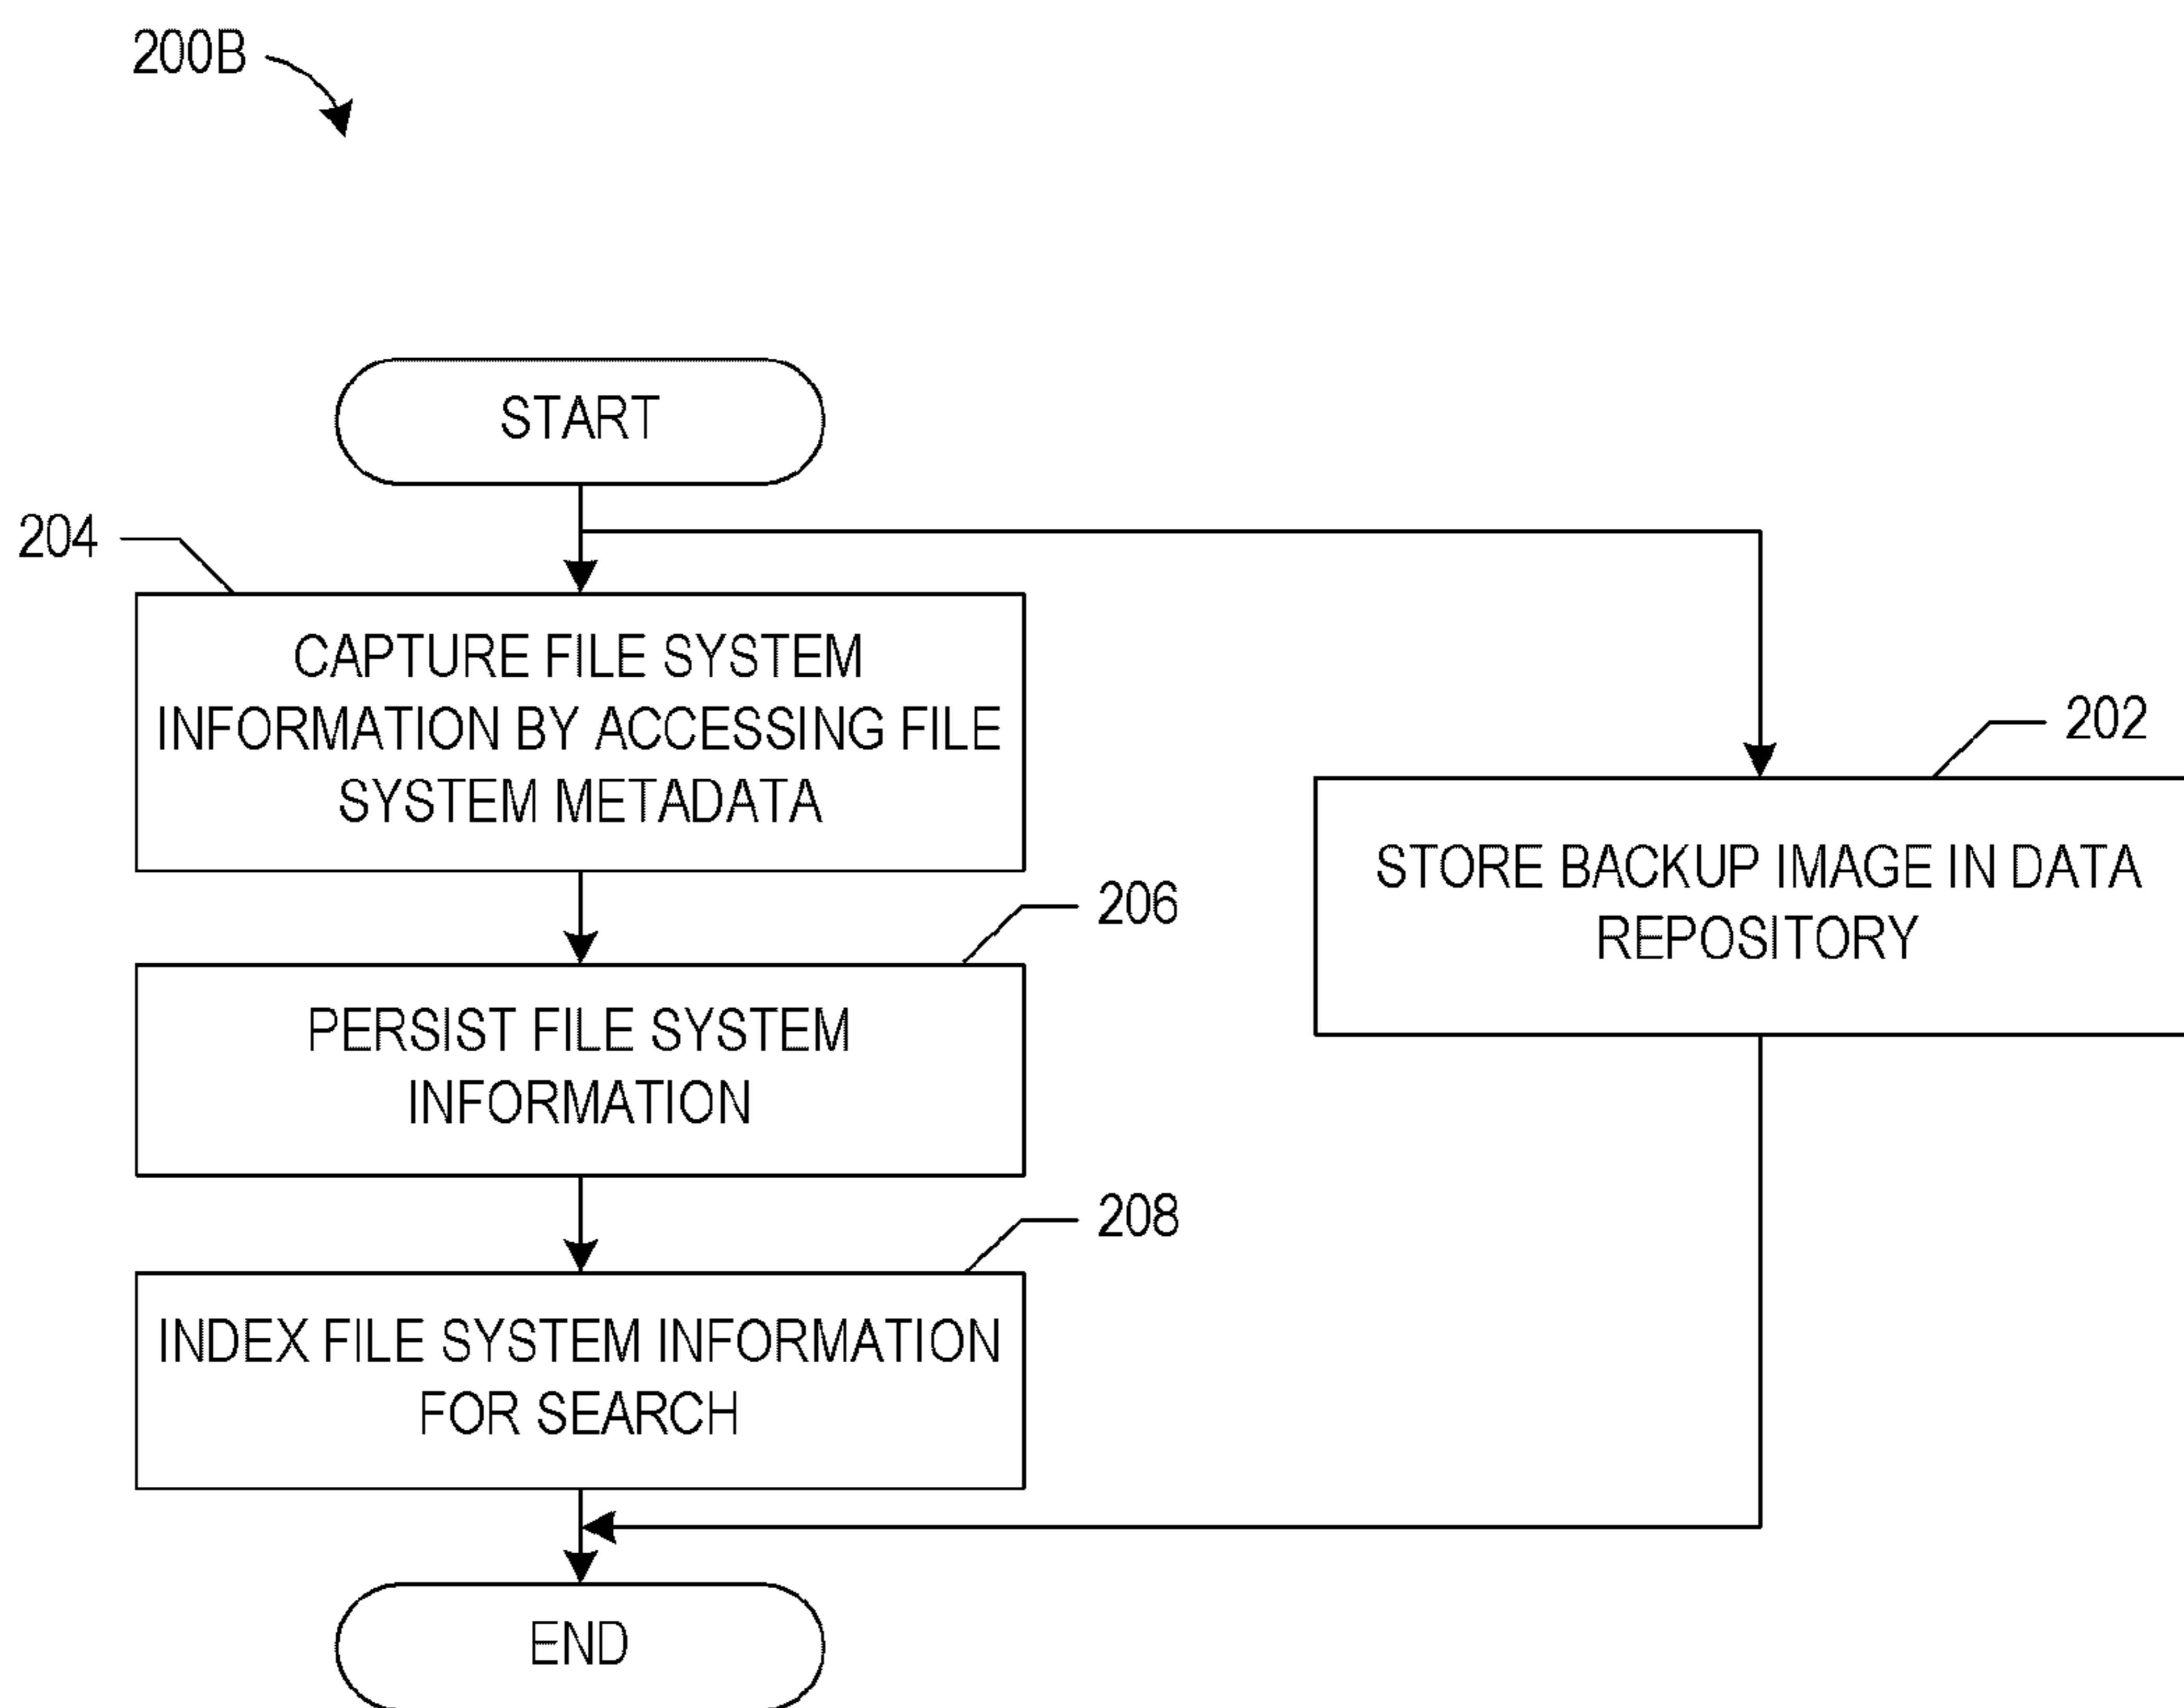 200B
START
204
CAPTURE FILE SYSTEM
INFORMATION BY ACCESSING FILE
SYSTEM METADATA
202
STORE BACKUP IMAGE IN DATA
REPOSITORY
206
PERSIST FILE SYSTEM
INFORMATION
208
INDEX FILE SYSTEM INFORMATION
FOR SEARCH
END